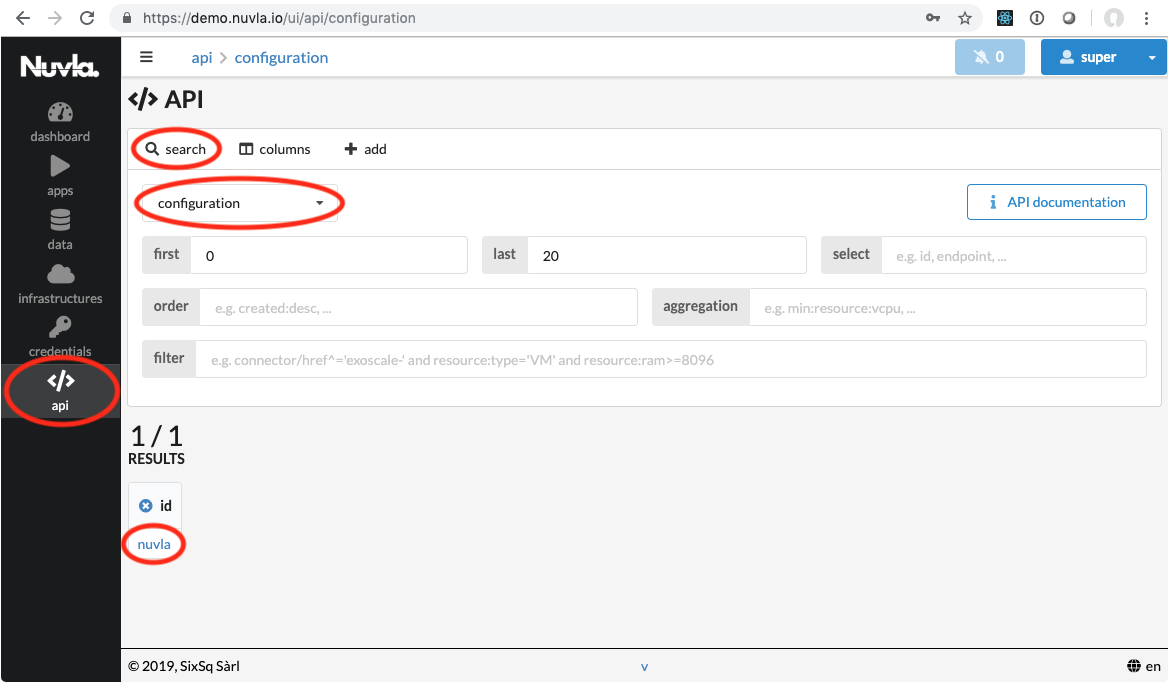 https://demo.nuvla.io/ui/api/configuration
Nuvla.
api > configuration
0
super
dashboard
apps
data
infrastructures
credentials
api
</> API
search
columns
add
configuration
API documentation
first
0
last
20
select
e.g. id, endpoint, ...
order
e.g. created:desc, ...
aggregation
e.g. min:resource:vcpu, ...
filter
e.g. connector/href^='exoscale-' and resource:type='VM' and resource:ram>=8096
1 / 1
RESULTS
id
nuvla
© 2019, SixSq Sàrl
v
en